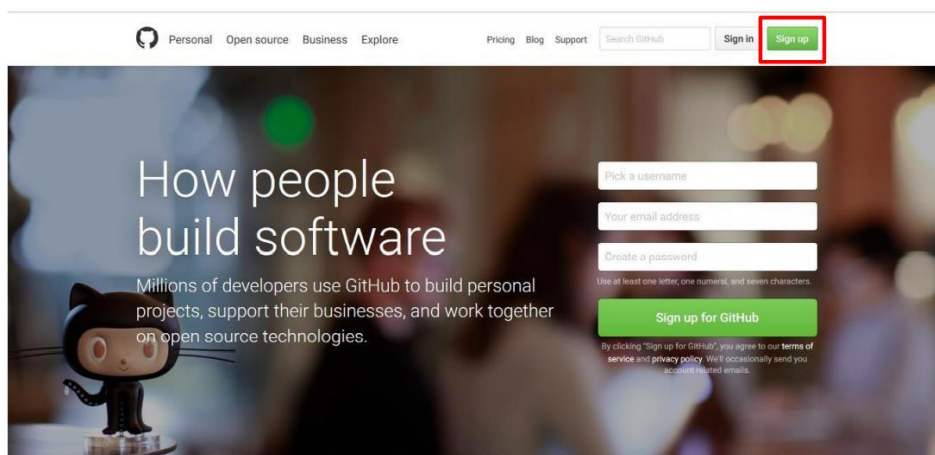 Personal Open source Business Explore Pricing Blog Support Search GitHub Sign in Sign up
How people
build software
Millions of developers use GitHub to build personal
projects, support their businesses, and work together
on open source technologies.
Pick a username
Your email address
Create a password
Use at least one letter, one numeral, and seven characters.
Sign up for GitHub
By clicking "Sign up for GitHub", you agree to our terms of
service and privacy policy. We'll occasionally send you
account related emails.